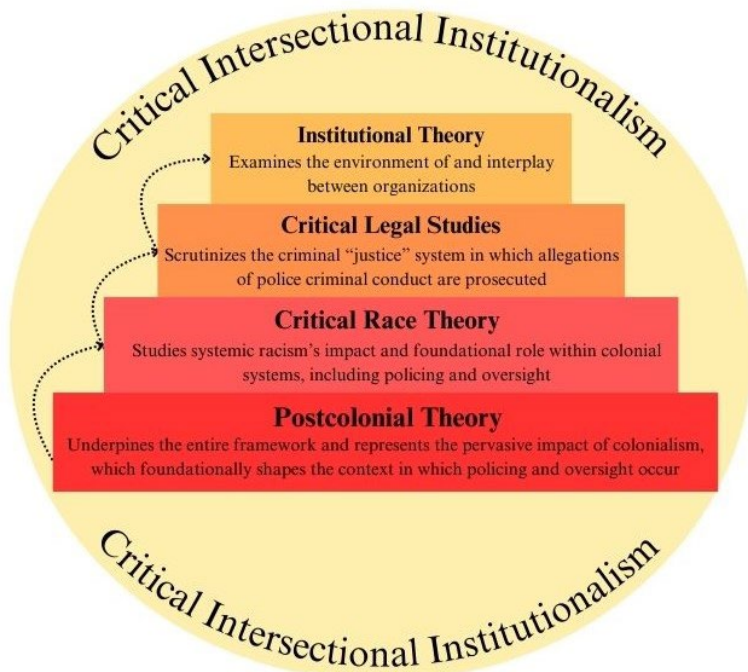 Critical Intersectional Institutionalism
Institutional Theory
Examines the environment of and interplay
between organizations
Critical Legal Studies
Scrutinizes the criminal “justice” system in which allegations
of police criminal conduct are prosecuted
Critical Race Theory
Studies systemic racism’s impact and foundational role within colonial
systems, including policing and oversight
Postcolonial Theory
Underpines the entire framework and represents the pervasive impact of colonialism,
which foundationally shapes the context in which policing and oversight occur
Critical Intersectional Institutionalism